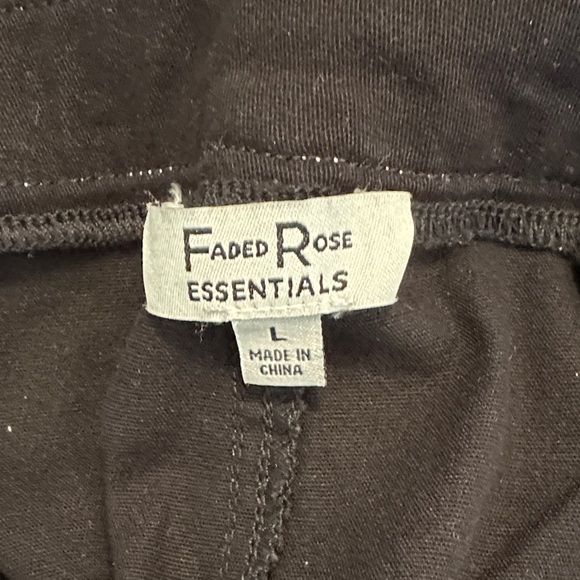 FADED ROSE
ESSENTIALS
L
MADE IN
CHINA